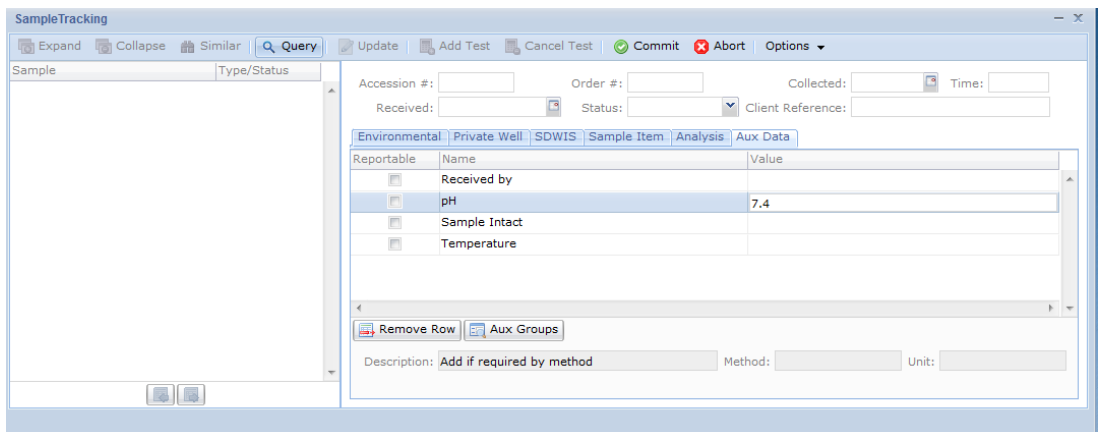 SampleTracking
Expand Collapse Similar Query Update Add Test Cancel Test Commit Abort Options
Sample Type/Status
Accession #: Order #: Collected: Time:
Received: Status: Client Reference:
Environmental Private Well SDWIS Sample Item Analysis Aux Data
Reportable Name Value
Received by
pH 7.4
Sample Intact
Temperature
Remove Row Aux Groups
Description: Add if required by method Method: Unit: